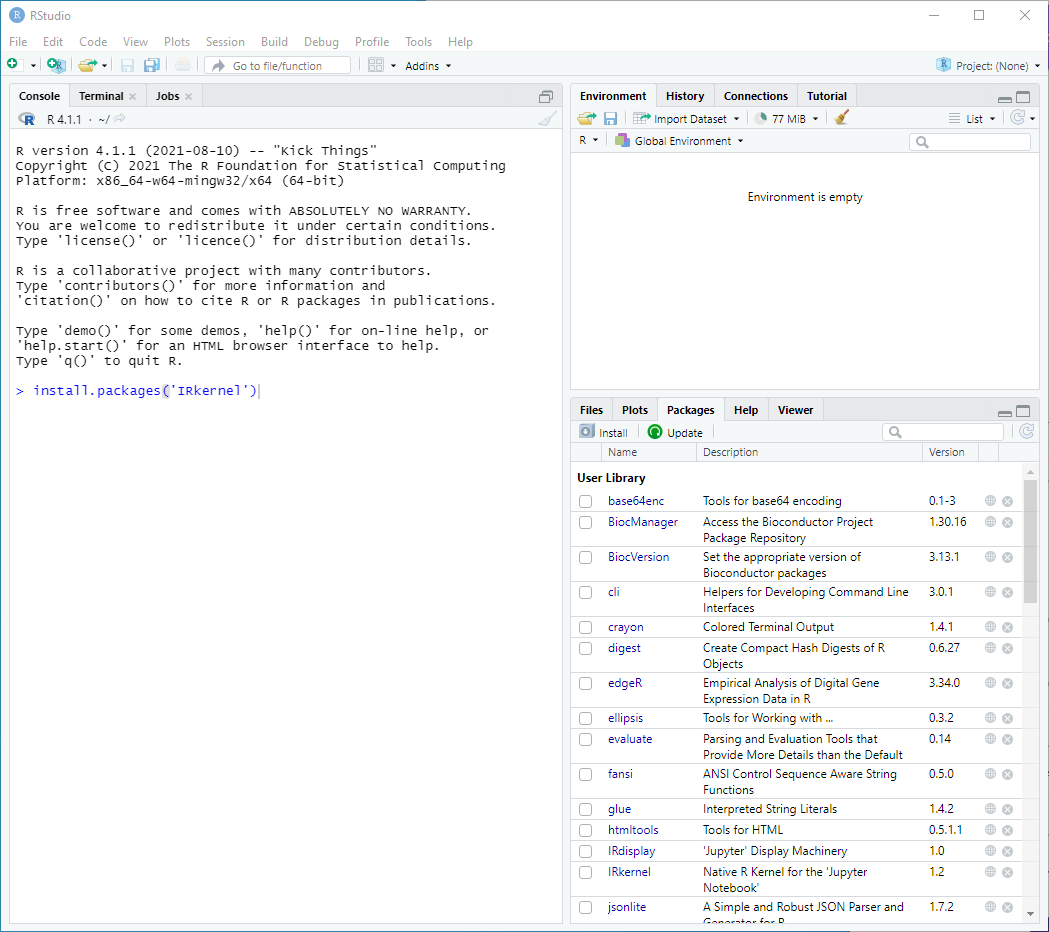 RStudio
File Edit Code View Plots Session Build Debug Profile Tools Help
Go to file/function Addins Project: (None)
Console Terminal Jobs
R 4.1.1 · ~/
R version 4.1.1 (2021-08-10) -- "Kick Things"
Copyright (C) 2021 The R Foundation for Statistical Computing
Platform: x86_64-w64-mingw32/x64 (64-bit)
R is free software and comes with ABSOLUTELY NO WARRANTY.
You are welcome to redistribute it under certain conditions.
Type 'license()' or 'licence()' for distribution details.
R is a collaborative project with many contributors.
Type 'contributors()' for more information and
'citation()' on how to cite R or R packages in publications.
Type 'demo()' for some demos, 'help()' for on-line help, or
'help.start()' for an HTML browser interface to help.
Type 'q()' to quit R.
> install.packages('IRkernel')
Environment History Connections Tutorial
Import Dataset 77 MiB List
R Global Environment
Environment is empty
Files Plots Packages Help Viewer
Install Update
Name Description Version
User Library
base64enc Tools for base64 encoding 0.1-3
BiocManager Access the Bioconductor Project 1.30.16
Package Repository
BiocVersion Set the appropriate version of 3.13.1
Bioconductor packages
cli Helpers for Developing Command Line 3.0.1
Interfaces
crayon Colored Terminal Output 1.4.1
digest Create Compact Hash Digests of R 0.6.27
Objects
edgeR Empirical Analysis of Digital Gene 3.34.0
Expression Data in R
ellipsis Tools for Working with ... 0.3.2
evaluate Parsing and Evaluation Tools that 0.14
Provide More Details than the Default
fansi ANSI Control Sequence Aware String 0.5.0
Functions
glue Interpreted String Literals 1.4.2
htmltools Tools for HTML 0.5.1.1
IRdisplay 'Jupyter' Display Machinery 1.0
IRkernel Native R Kernel for the 'Jupyter 1.2
Notebook'
jsonlite A Simple and Robust JSON Parser and 1.7.2
Generator for R